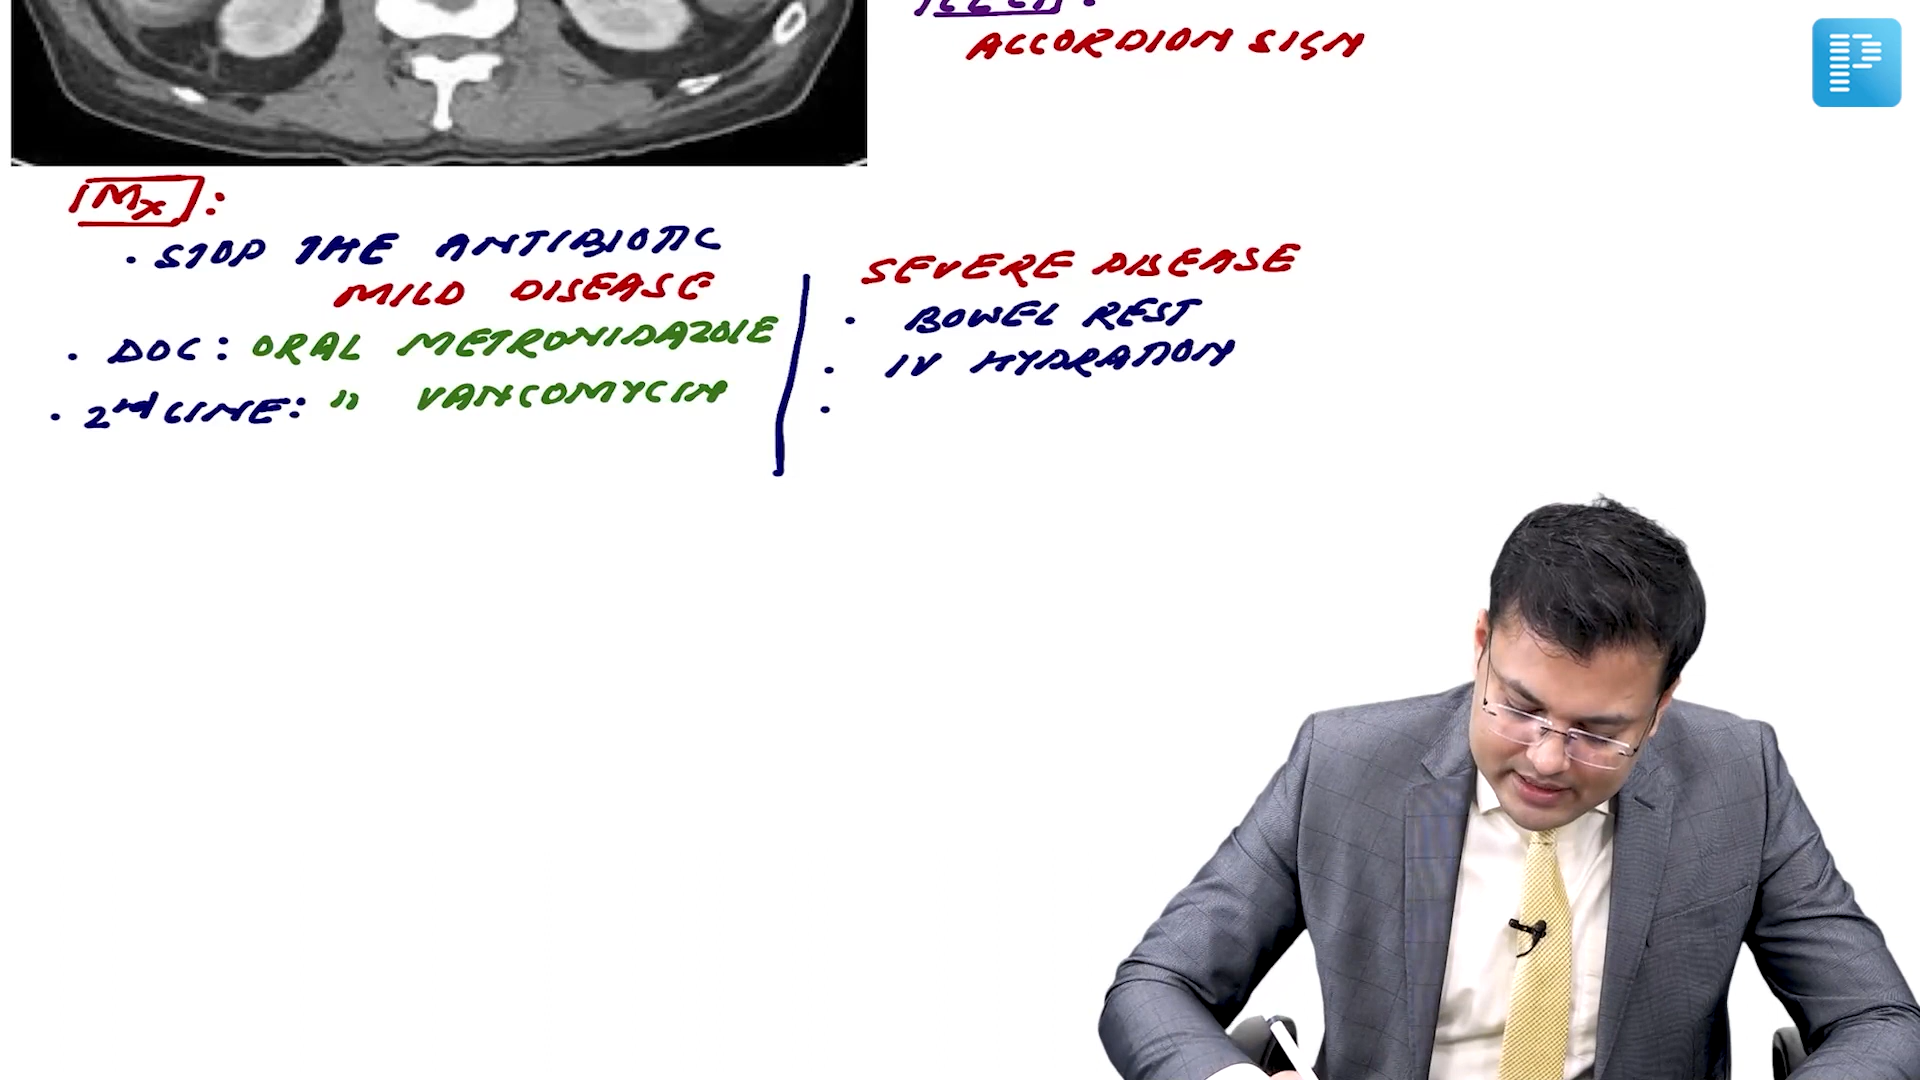 ACCORDION SIGN
Mx :
• STOP THE ANTIBIOTIC
MILD DISEASE
• DOC : ORAL METRONIDAZOLE
• 2nd LINE : " VANCOMYCIN
SEVERE DISEASE
• BOWEL REST
• IV HYDRATION
•
P